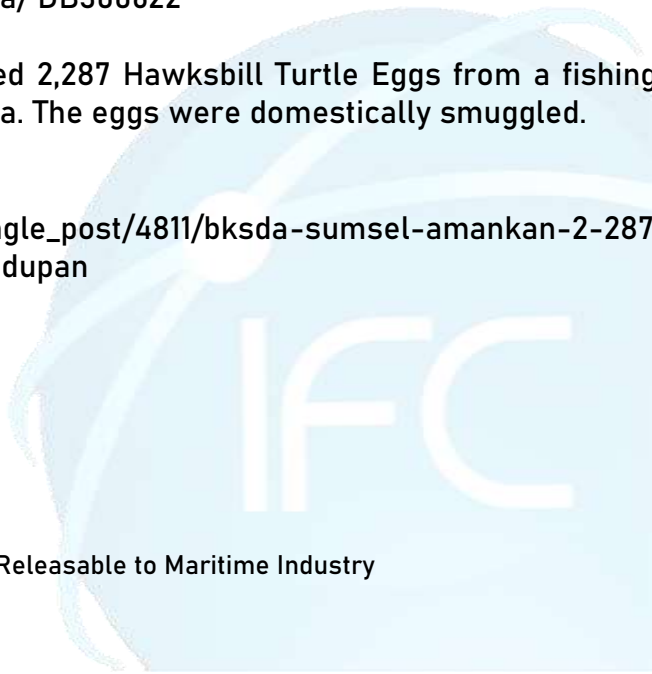 ed 2,287 Hawksbill Turtle Eggs from a fishing
a. The eggs were domestically smuggled.
ngle_post/4811/bksda-sumsel-amankan-2-287
dupan
IFC
Releasable to Maritime Industry